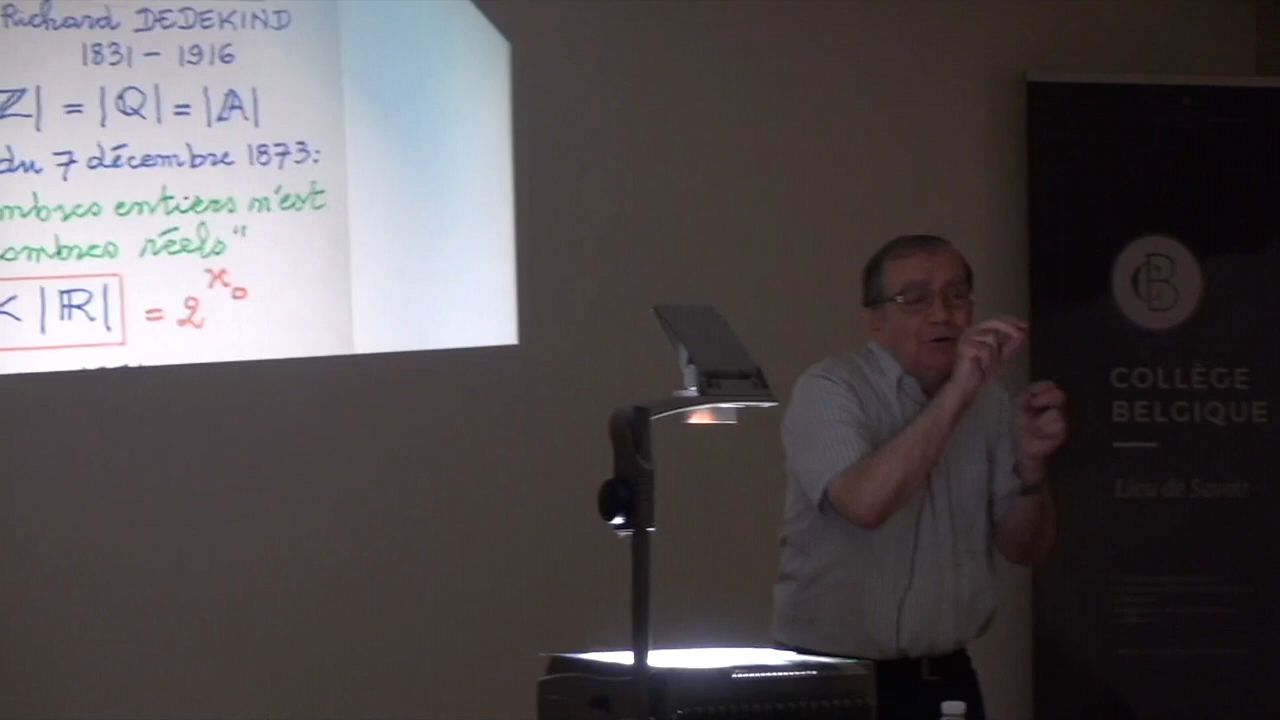 Richard DEDEKIND
1831 - 1916
ℤ| = |ℚ| = |𝔸|
du 7 décembre 1873:
mbres entiers n'est
ombres réels"
< |ℝ| = 2^ℵ₀
CB
COLLÈGE
BELGIQUE
Lieu de Savoir